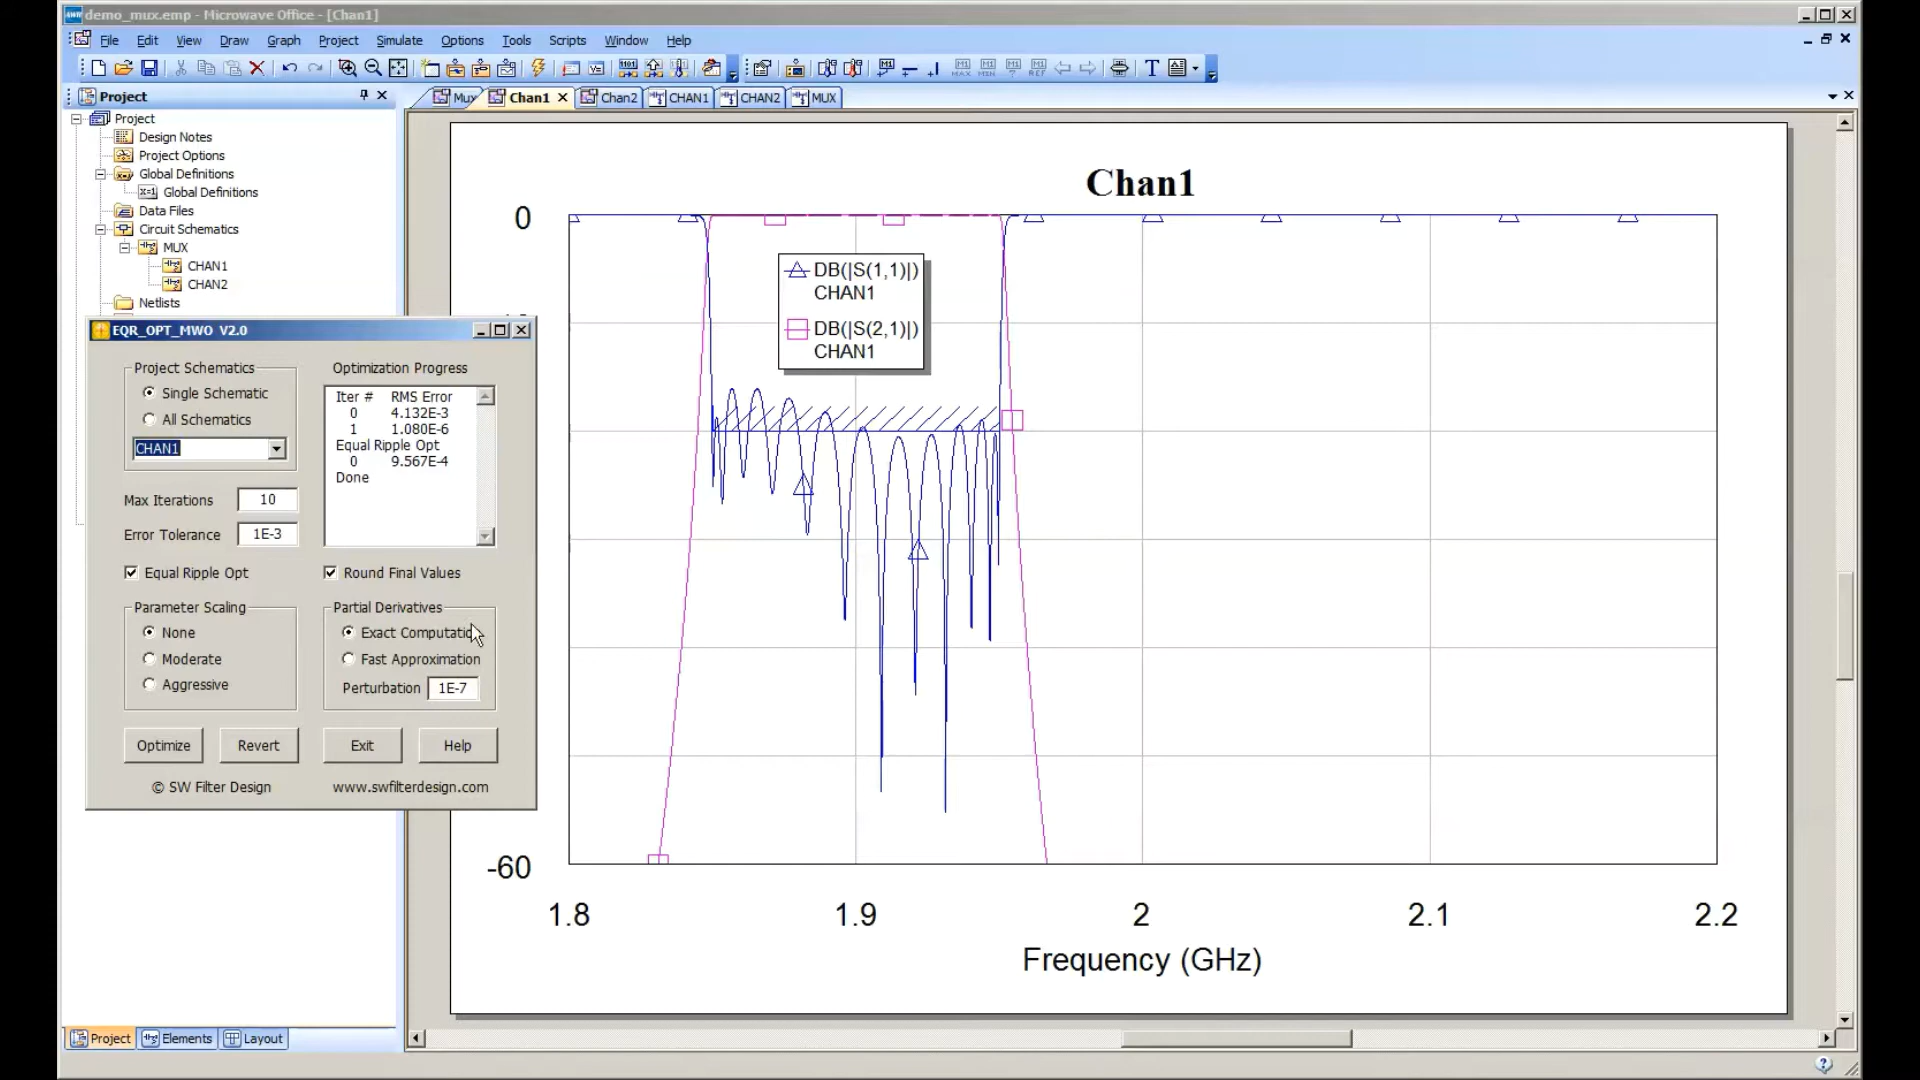 demo_mux.emp - Microwave Office - [Chan1]
File Edit View Draw Graph Project Simulate Options Tools Scripts Window Help
Project
Mux Chan1 Chan2 CHAN1 CHAN2 MUX
Project
Design Notes
Project Options
Global Definitions
Global Definitions
Data Files
Circuit Schematics
MUX
CHAN1
CHAN2
Netlists
EQR_OPT_MWO V2.0
Project Schematics
Single Schematic
All Schematics
CHAN1
Max Iterations 10
Error Tolerance 1E-3
Optimization Progress
Iter # RMS Error
0 4.132E-3
1 1.080E-6
Equal Ripple Opt
0 9.567E-4
Done
Equal Ripple Opt
Round Final Values
Parameter Scaling
None
Moderate
Aggressive
Partial Derivatives
Exact Computatio
Fast Approximation
Perturbation 1E-7
Optimize Revert Exit Help
© SW Filter Design www.swfilterdesign.com
Chan1
0
DB(|S(1,1)|)
CHAN1
DB(|S(2,1)|)
CHAN1
-60
1.8 1.9 2 2.1 2.2
Frequency (GHz)
Project Elements Layout